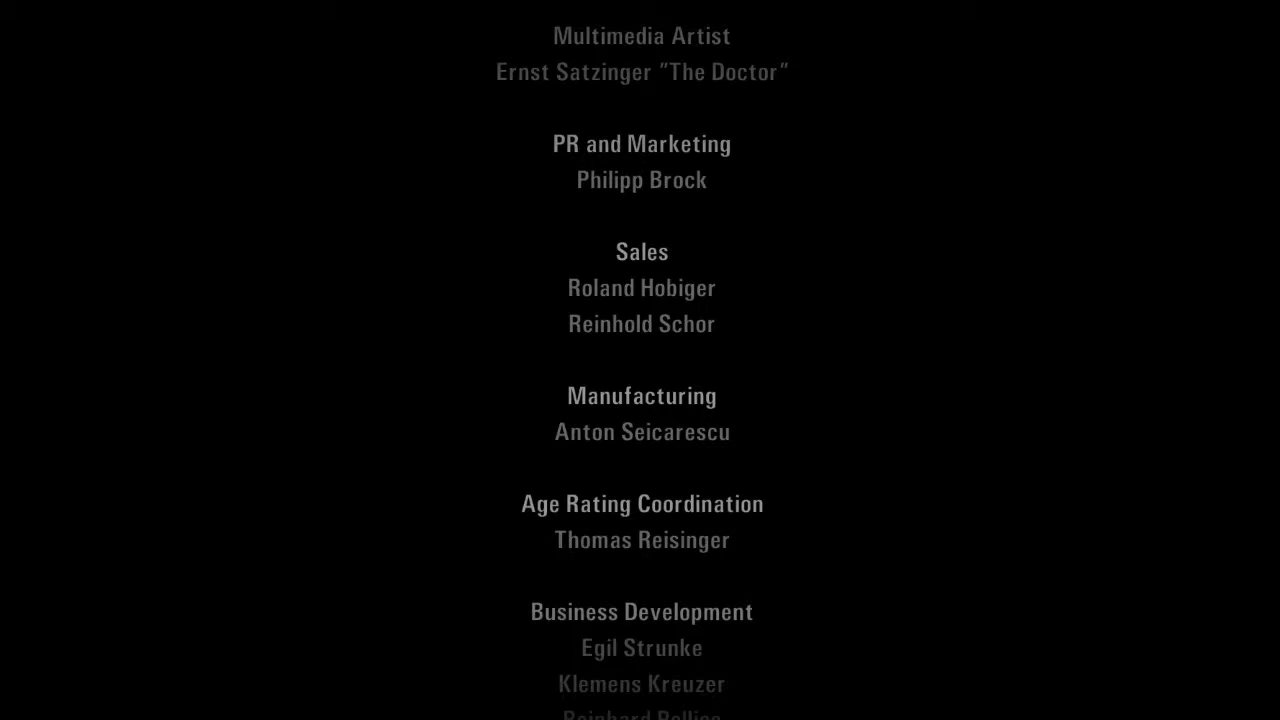 Multimedia Artist
Ernst Satzinger "The Doctor"
PR and Marketing
Philipp Brock
Sales
Roland Hobiger
Reinhold Schor
Manufacturing
Anton Seicarescu
Age Rating Coordination
Thomas Reisinger
Business Development
Egil Strunke
Klemens Kreuzer
Reinhard